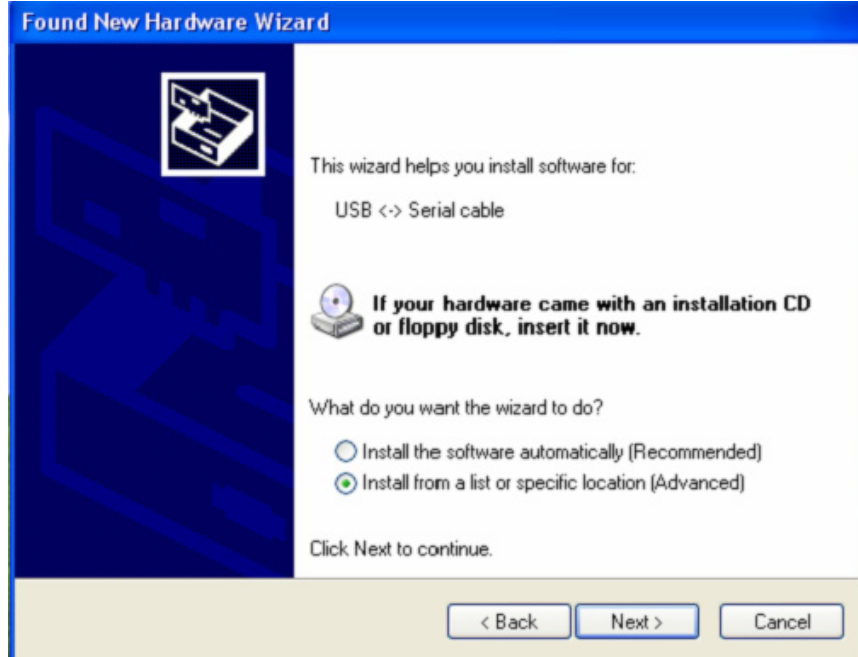 Found New Hardware Wizard
This wizard helps you install software for:
USB <-> Serial cable
If your hardware came with an installation CD
or floppy disk, insert it now.
What do you want the wizard to do?
Install the software automatically (Recommended)
Install from a list or specific location (Advanced)
Click Next to continue.
< Back Next > Cancel